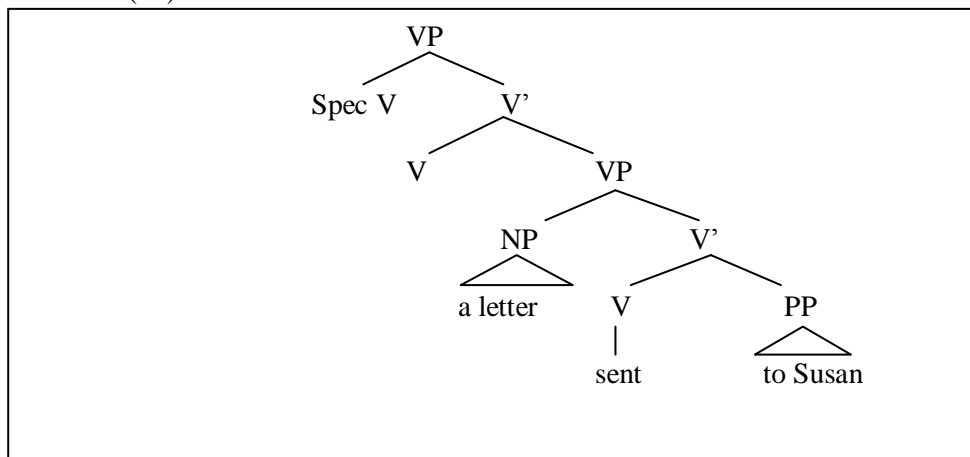 VP
Spec V V’
V VP
NP V’
a letter V PP
sent to Susan